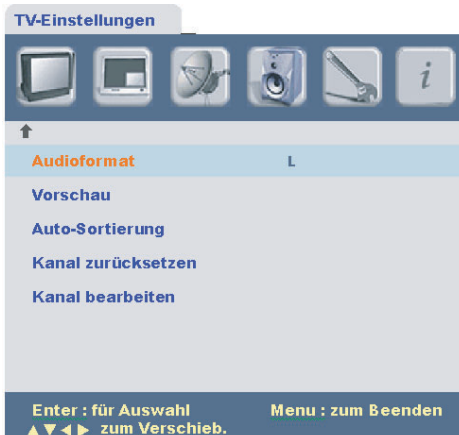 TV-Einstellungen
i
Audioformat L
Vorschau
Auto-Sortierung
Kanal zurücksetzen
Kanal bearbeiten
Enter : für Auswahl Menu : zum Beenden
▲▼◄► zum Verschieb.